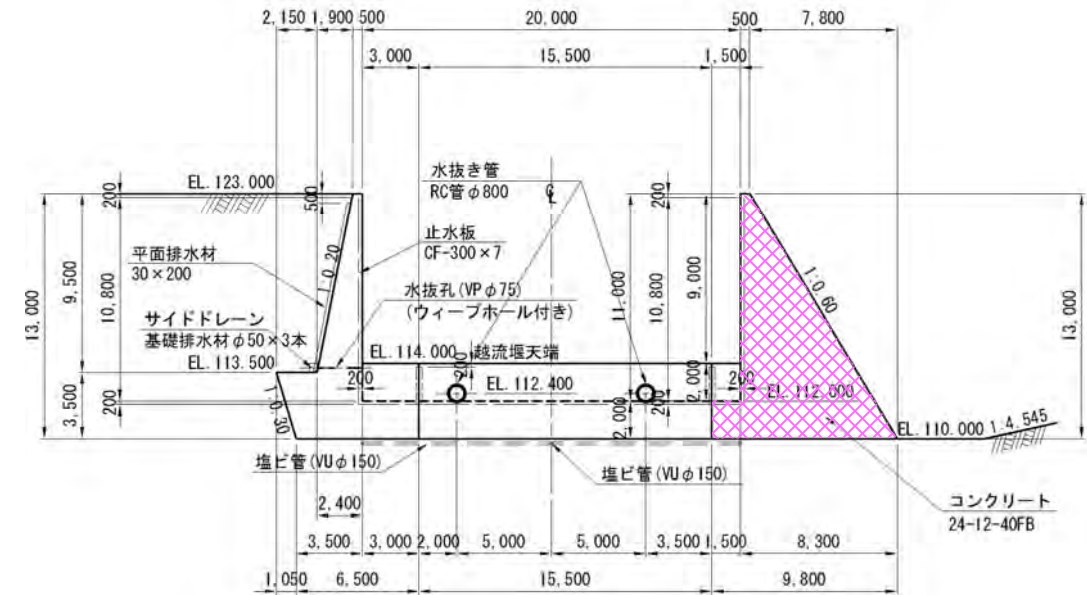 2,150 1,900 500 20,000 500 7,800
3,000 15,500 1,500
200 EL.123.000 500 水抜き管 200
RC管φ800
℄
止水板
CF-300×7
平面排水材
30×200
1:0.20
水抜孔(VPφ75)
(ウィープホール付き)
サイドドレーン
基礎排水材φ50×3本
13,000 9,500 10,800 11,000 10,800 9,000 1:0.60 13,000
EL.113.500 EL.114.000 越流堰天端
200 200 EL.112.400 2,000 200 EL.112.000
3,500 200 1:0.30 2,000 200 EL.110.000 1:4.545
塩ビ管(VUφ150) 塩ビ管(VUφ150)
コンクリート
24-12-40FB
2,400
3,500 3,000 2,000 5,000 5,000 3,500 1,500 8,300
1,050 6,500 15,500 9,800